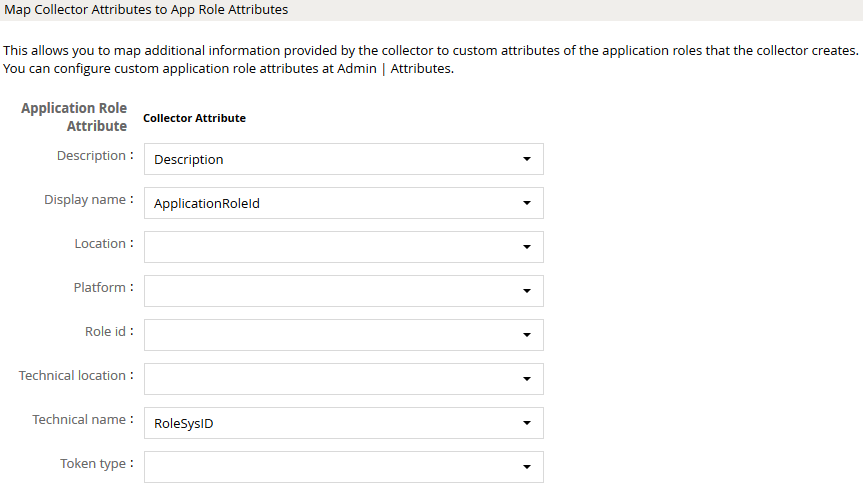 Map Collector Attributes to App Role Attributes
This allows you to map additional information provided by the collector to custom attributes of the application roles that the collector creates.
You can configure custom application role attributes at Admin | Attributes.
Application Role
Attribute
Collector Attribute
Description : Description
Display name : ApplicationRoleId
Location :
Platform :
Role id :
Technical location :
Technical name : RoleSysID
Token type :